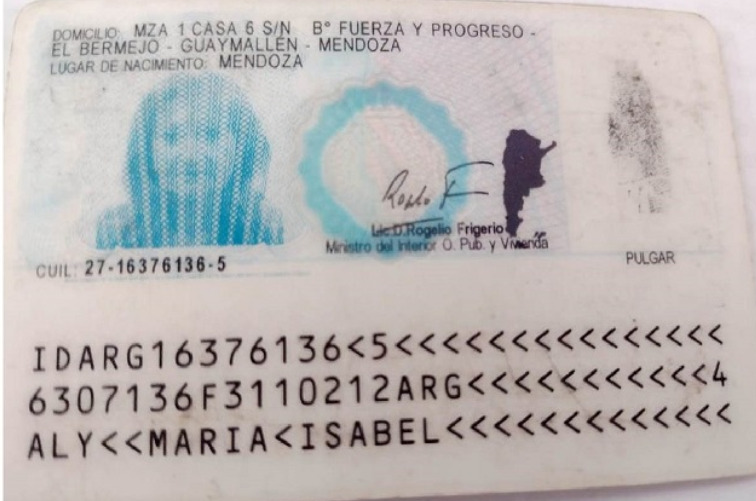 DOMICILIO: MZA 1 CASA 6 S/N B° FUERZA Y PROGRESO -
EL BERMEJO - GUAYMALLEN - MENDOZA
LUGAR DE NACIMIENTO: MENDOZA
Lic.D.Rogelio Frigerio
Ministro del Interior O. Pub. y Vivienda
CUIL: 27-16376136-5
PULGAR
IDARG16376136<5<<<<<<<<<<<<<<<
6307136F3110212ARG<<<<<<<<<<<4
ALY<<MARIA<ISABEL<<<<<<<<<<<<<